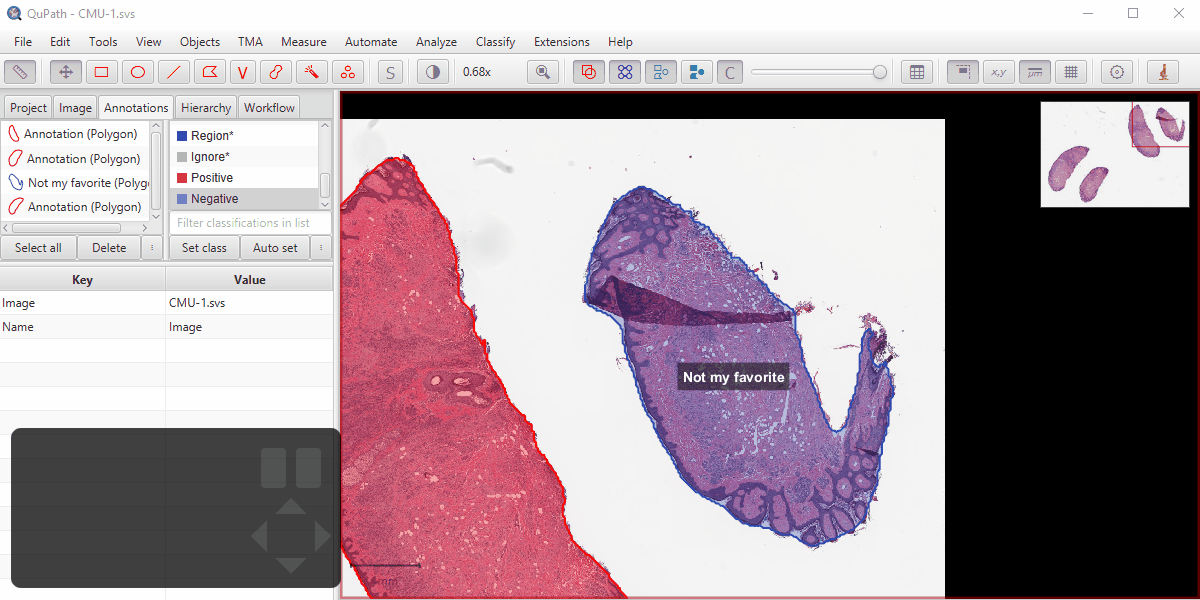 QuPath - CMU-1.svs
File Edit Tools View Objects TMA Measure Automate Analyze Classify Extensions Help
V S 0.68x C x,y μm
Project Image Annotations Hierarchy Workflow
Annotation (Polygon)
Annotation (Polygon)
Not my favorite (Polyg
Annotation (Polygon)
Region*
Ignore*
Positive
Negative
Filter classifications in list
Select all Delete Set class Auto set
Key Value
Image CMU-1.svs
Name Image
Not my favorite